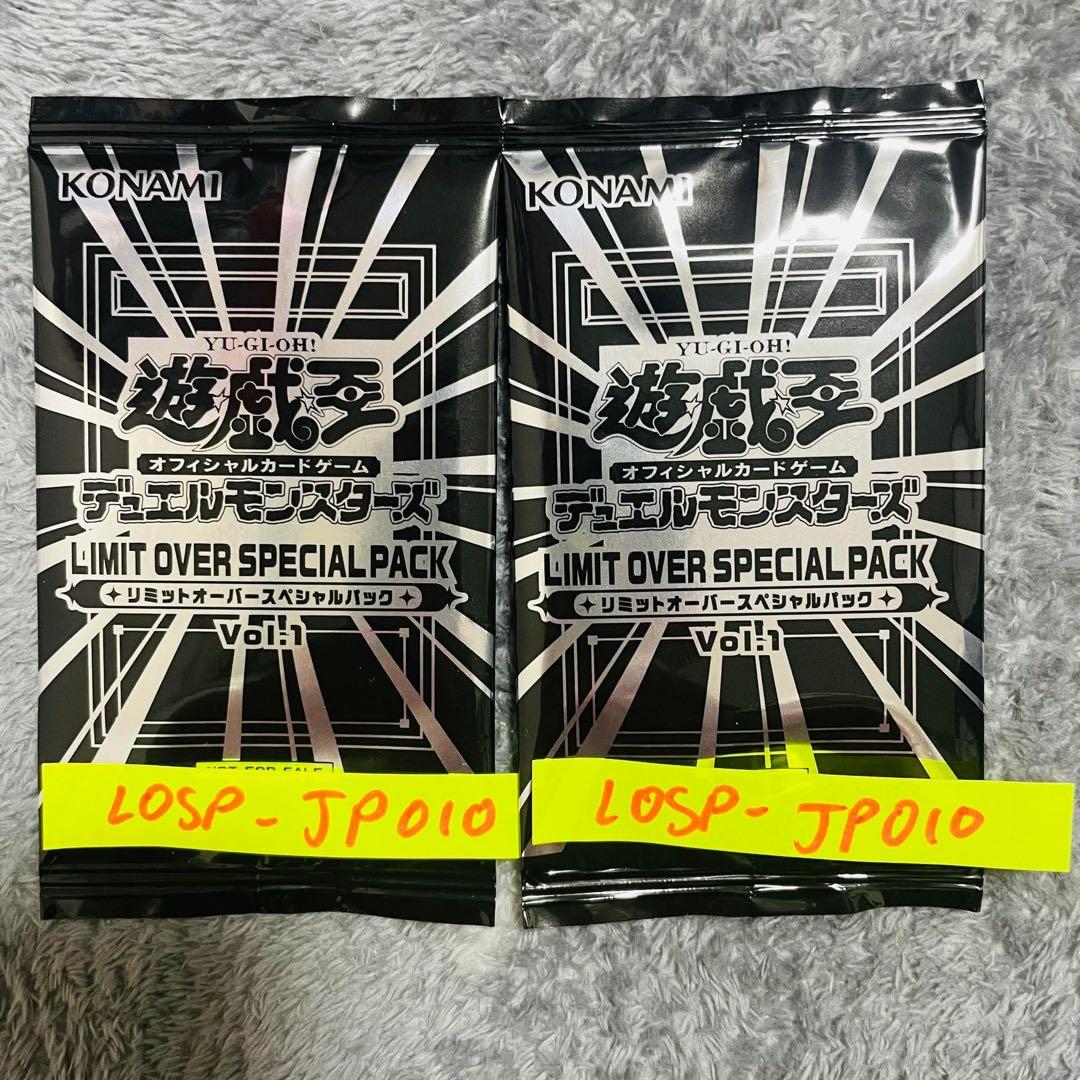 KONAMI
YU-GI-OH!
遊戯王
オフィシャルカードゲーム
デュエルモンスターズ
LIMIT OVER SPECIAL PACK
リミットオーバースペシャルパック
Vol.1
NOT FOR SALE
LOSP-JP010
KONAMI
YU-GI-OH!
遊戯王
オフィシャルカードゲーム
デュエルモンスターズ
LIMIT OVER SPECIAL PACK
リミットオーバースペシャルパック
Vol.1
LOSP-JP010